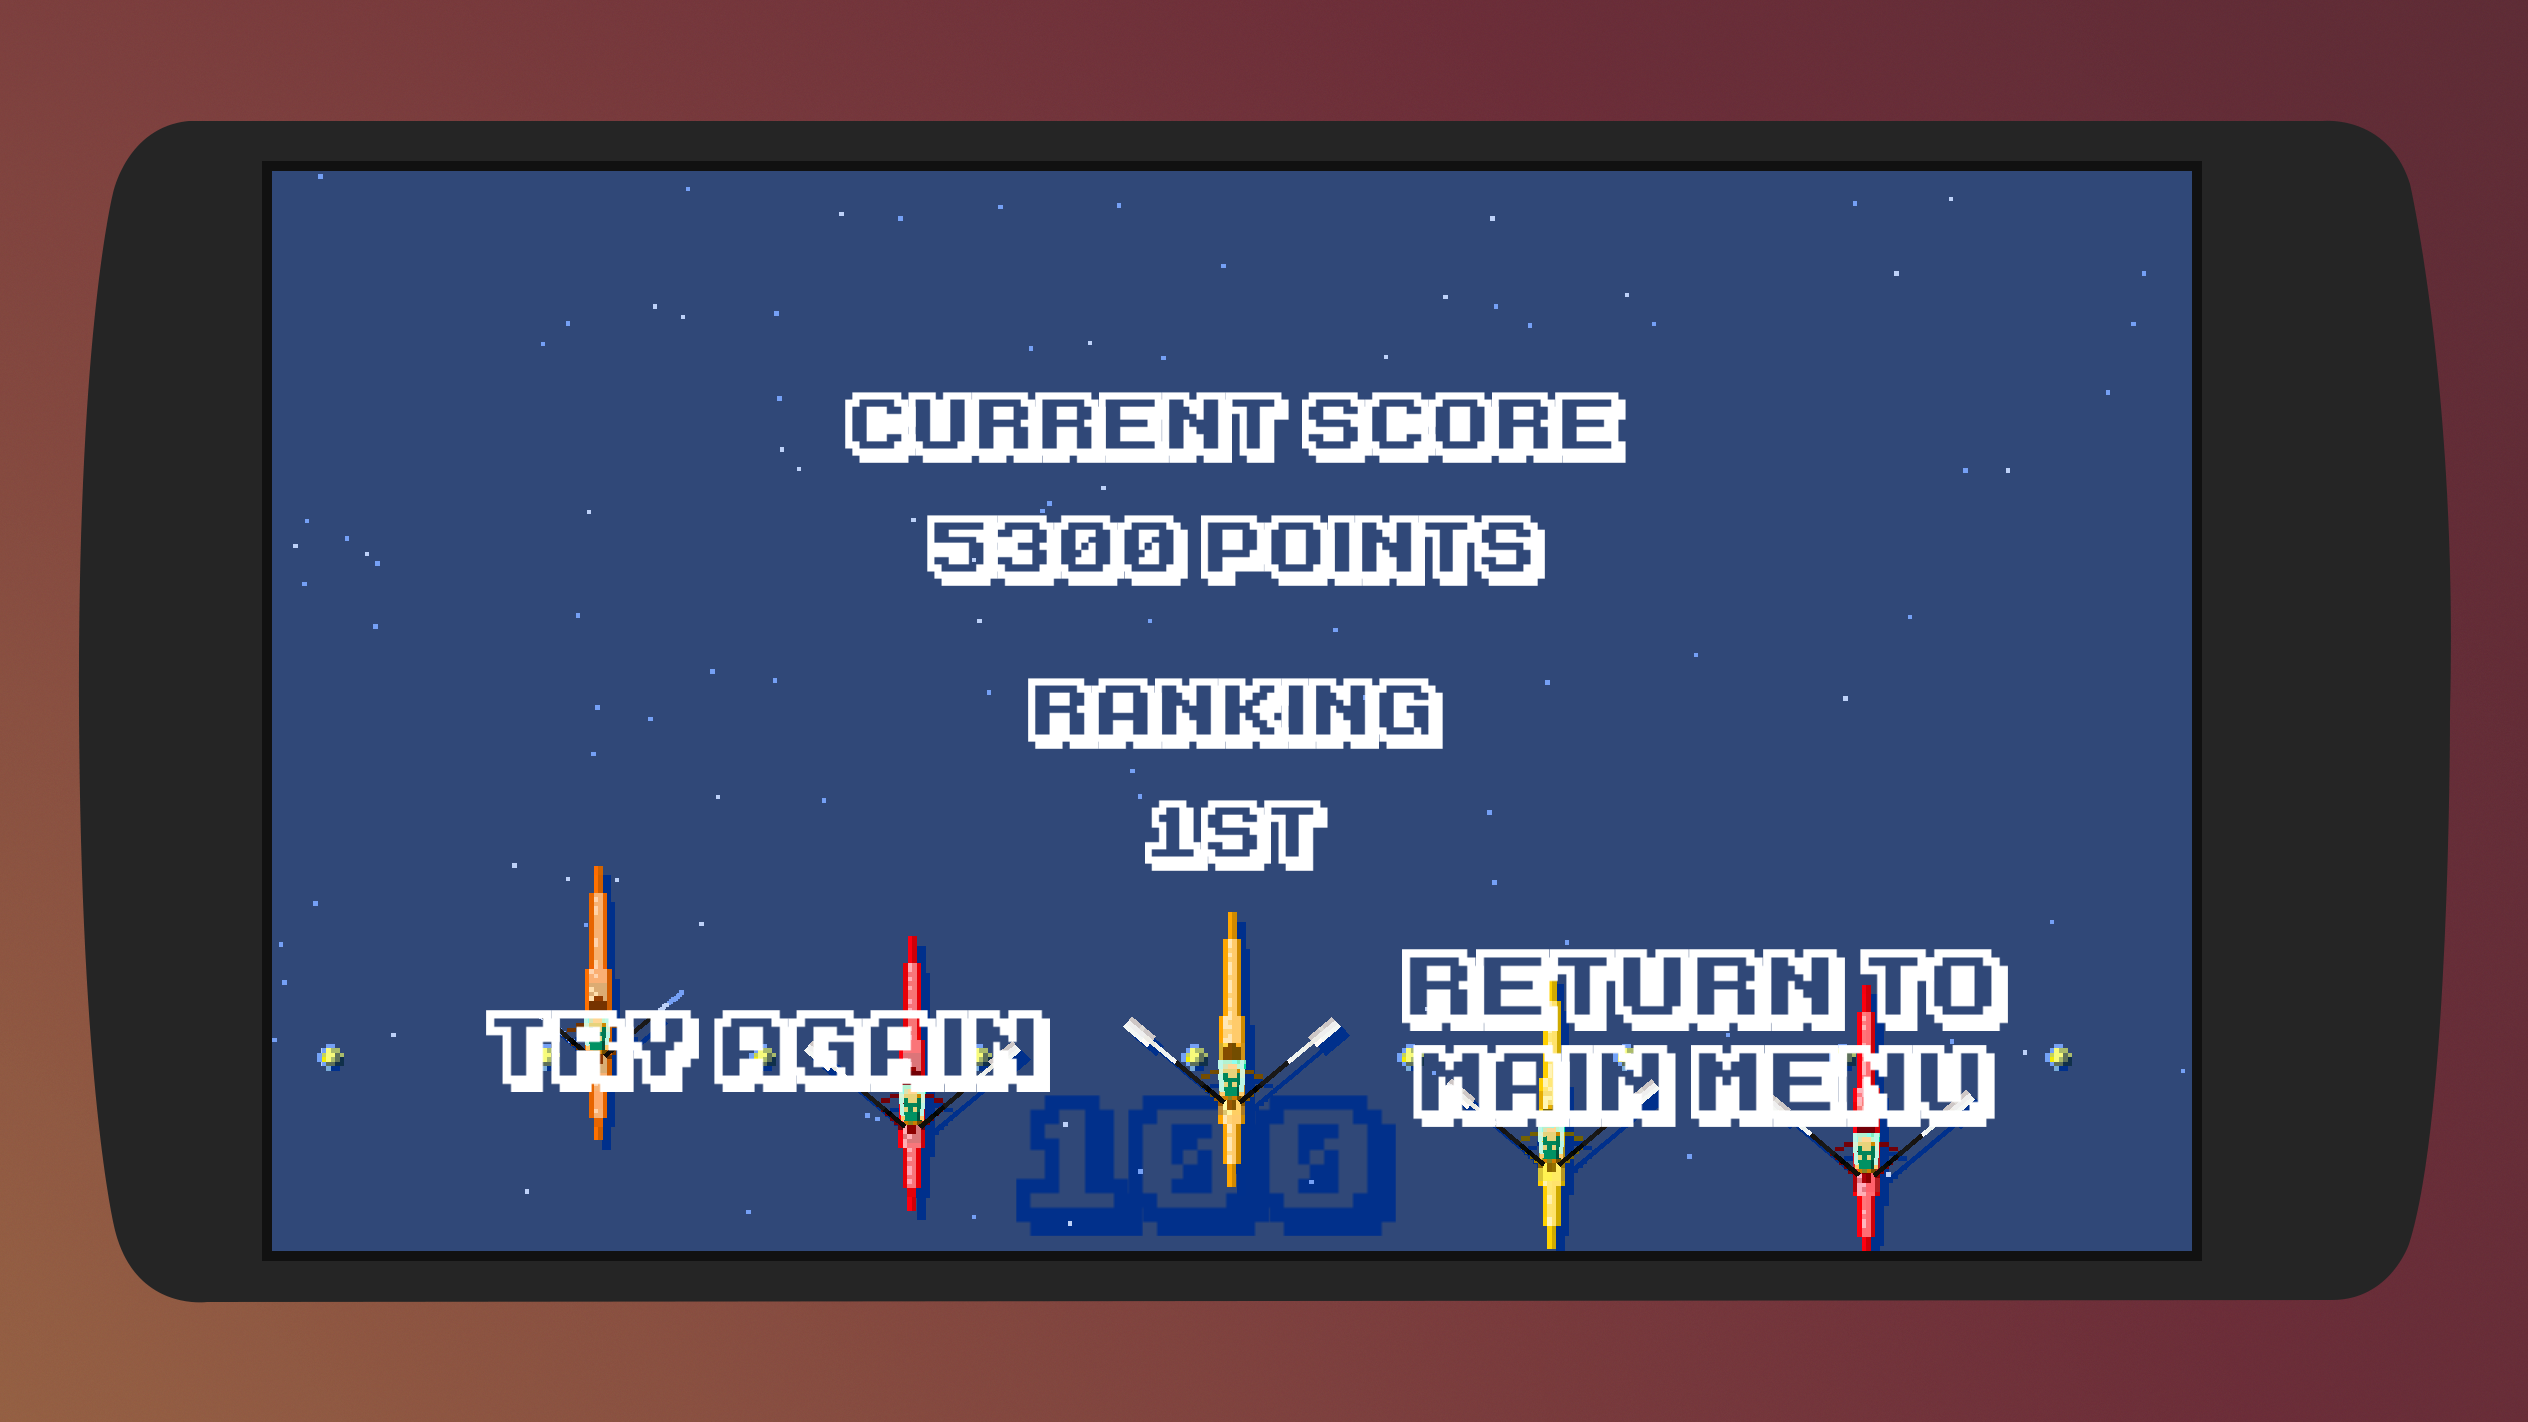 CURRENT SCORE
5300 POINTS
RANKING
1ST
TRY AGAIN
RETURN TO
MAIN MENU
100